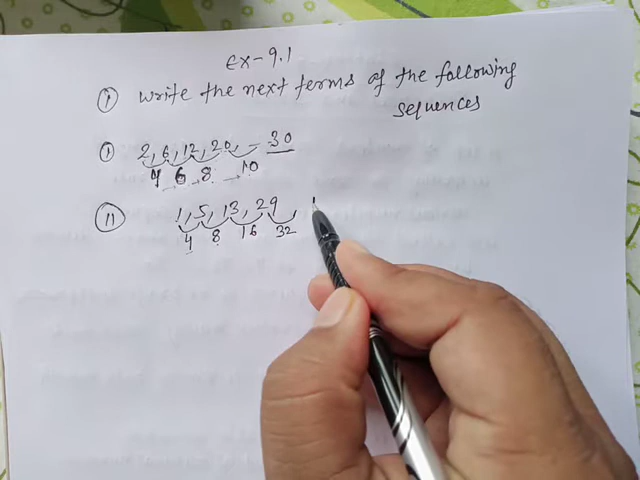 Ex-9.1
① Write the next terms of the following
sequences
① 2, 6, 12, 20, - 30
4 6 8 10
⑪ 1, 5, 13, 29
4 8 16 32